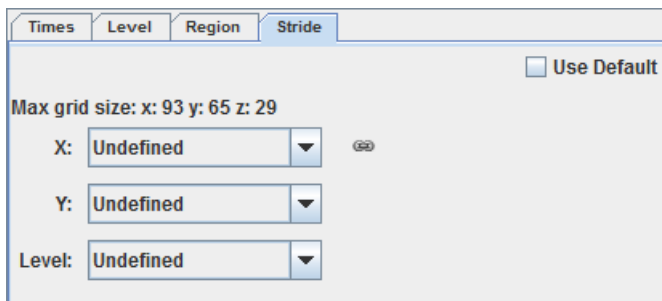 Times Level Region Stride
Use Default
Max grid size: x: 93 y: 65 z: 29
X: Undefined
Y: Undefined
Level: Undefined